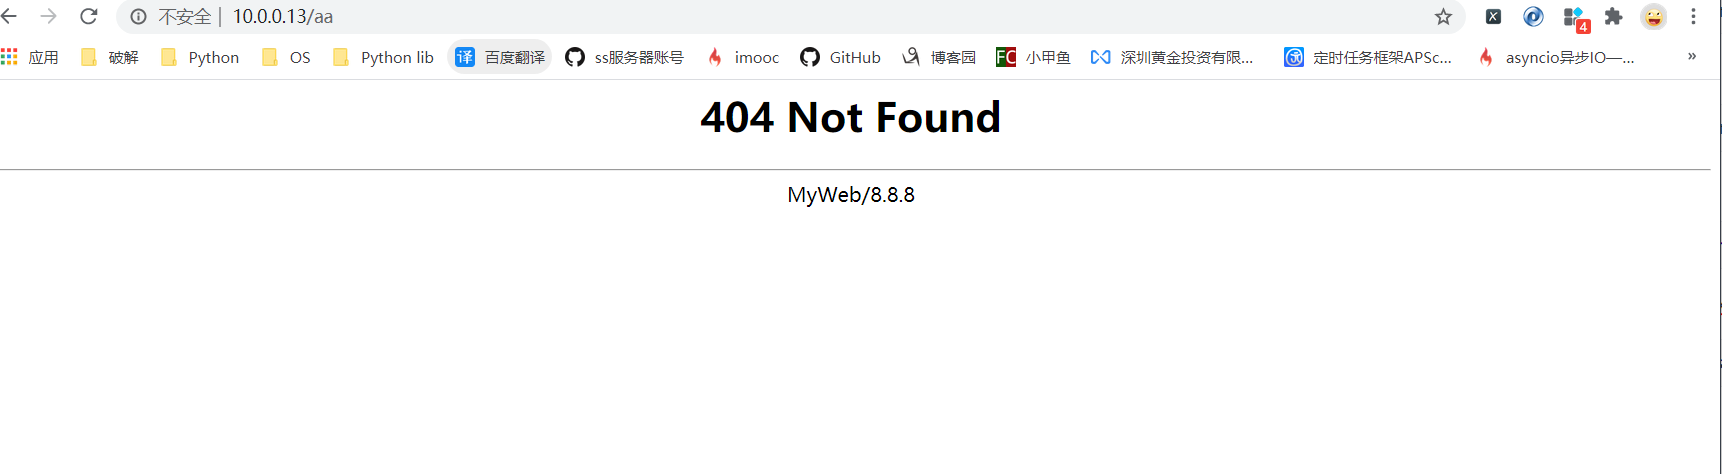 不安全 | 10.0.0.13/aa
应用 破解 Python OS Python lib 译 百度翻译 ss服务器账号 imooc GitHub 博客园 FC 小甲鱼 深圳黄金投资有限... 定时任务框架APSc... asyncio异步IO—... »
4
404 Not Found
MyWeb/8.8.8